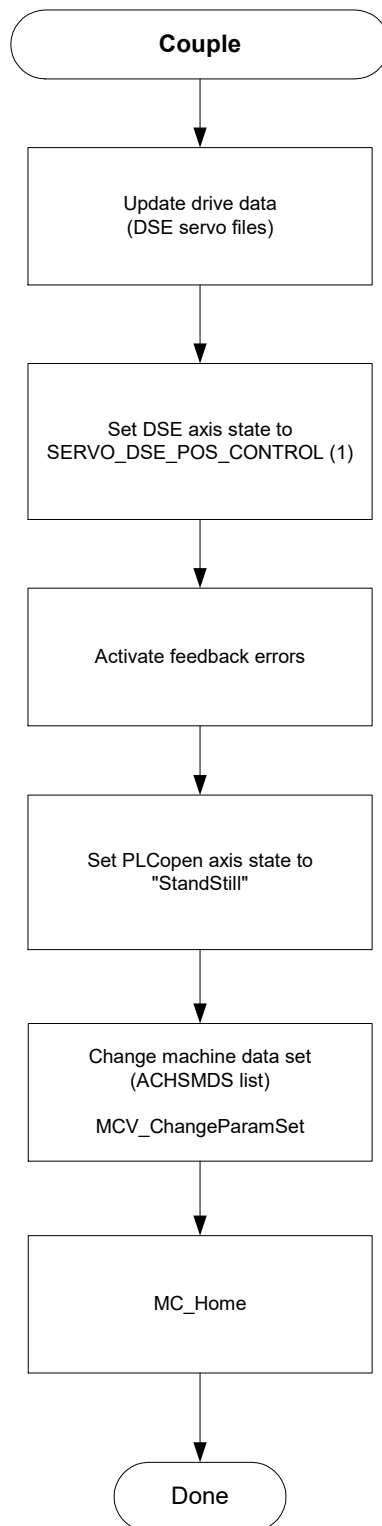 Couple
Update drive data
(DSE servo files)
Set DSE axis state to
SERVO_DSE_POS_CONTROL (1)
Activate feedback errors
Set PLCopen axis state to
"StandStill"
Change machine data set
(ACHSMDS list)
MCV_ChangeParamSet
MC_Home
Done